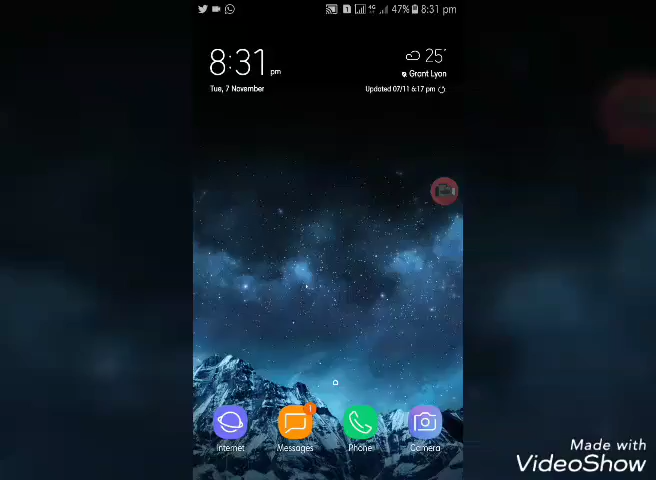 47% 8:31 pm
8:31 pm
25°
Grant Lyon
Tue, 7 November
Updated 07/11 6:17 pm
1
Internet
Messages
Phone
Camera
Made with
VideoShow